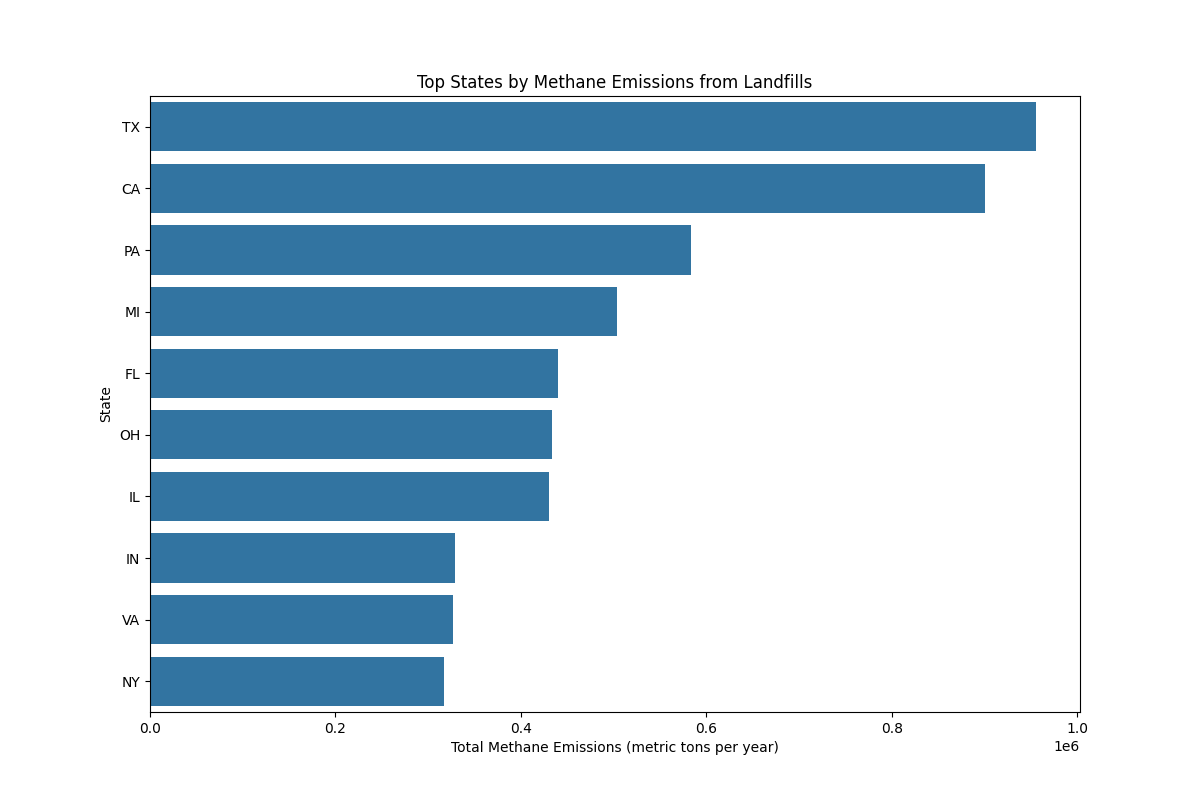 Top States by Methane Emissions from Landfills
TX
CA
PA
MI
FL
OH
IL
IN
VA
NY
State
0.0 0.2 0.4 0.6 0.8 1.0
1e6
Total Methane Emissions (metric tons per year)